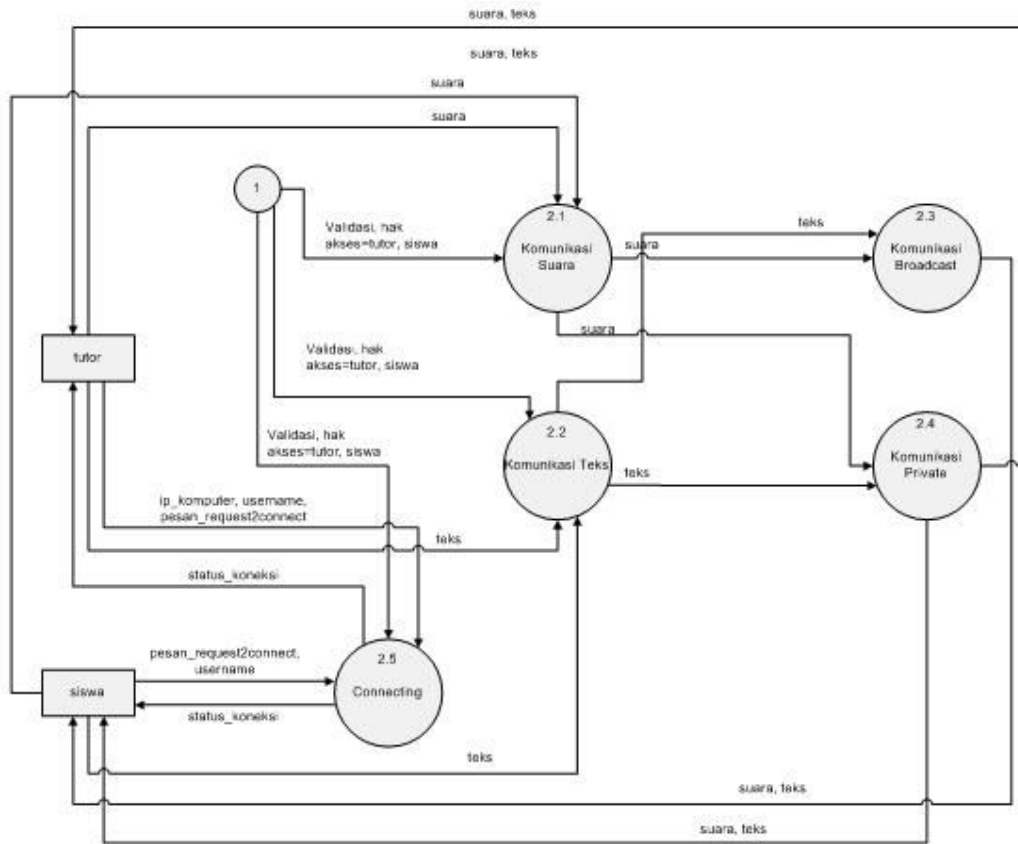 suara, teks
suara, teks
suara
suara
1
Validasi, hak
akses=tutor, siswa
2.1
Komunikasi
Suara
teks
suara
2.3
Komunikasi
Broadcast
suara
tutor
Validasi, hak
akses=tutor, siswa
2.2
Komunikasi Teks
teks
2.4
Komunikasi
Private
Validasi, hak
akses=tutor, siswa
ip_komputer, username,
pesan_request2connect
teks
status_koneksi
pesan_request2connect,
username
2.5
Connecting
siswa
status_koneksi
teks
suara, teks
suara, teks